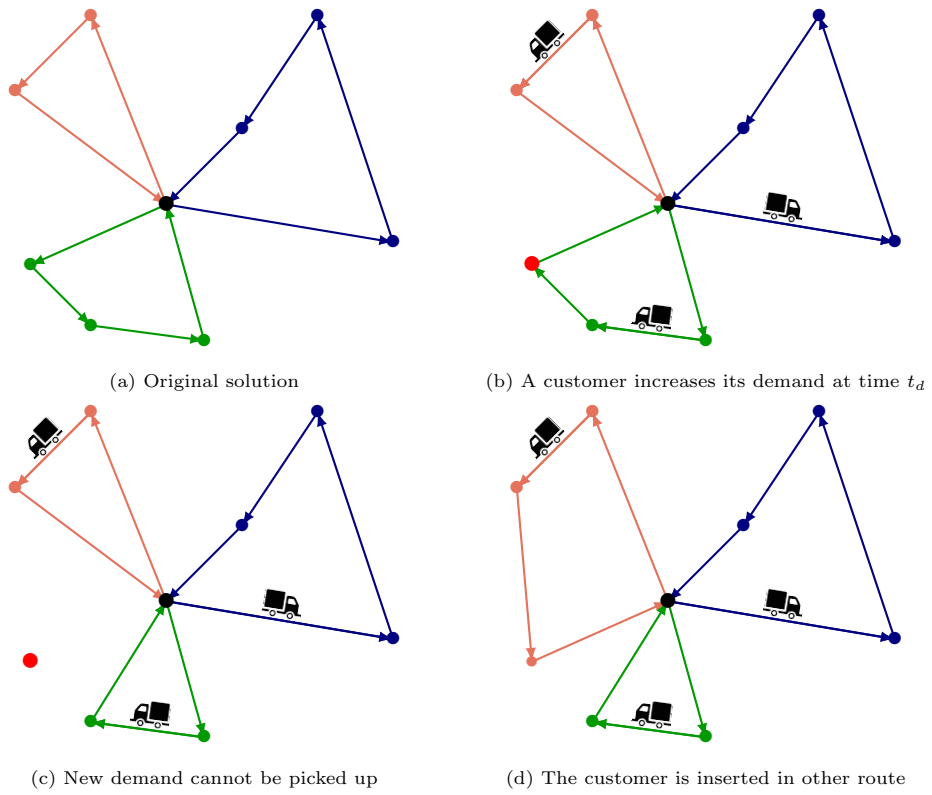 (a) Original solution
(b) A customer increases its demand at time t_d
(c) New demand cannot be picked up
(d) The customer is inserted in other route